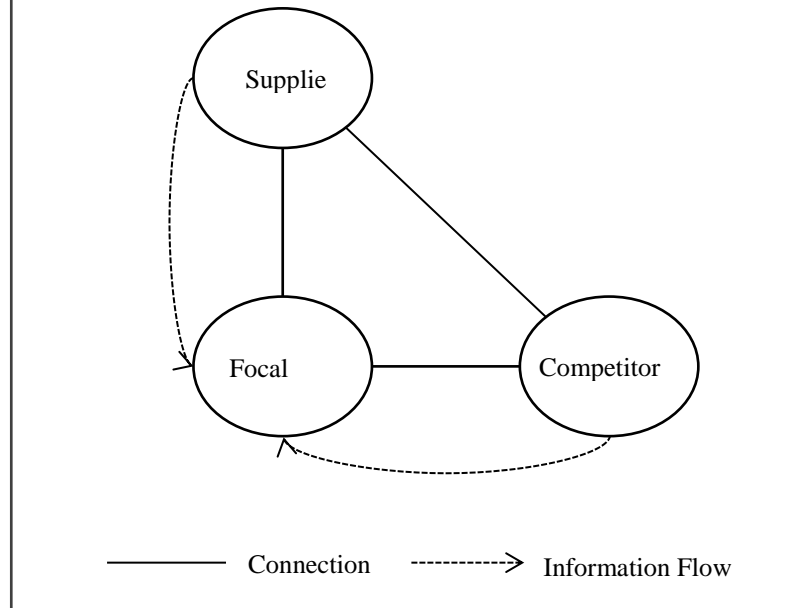 Supplie
Focal
Competitor
Connection
Information Flow